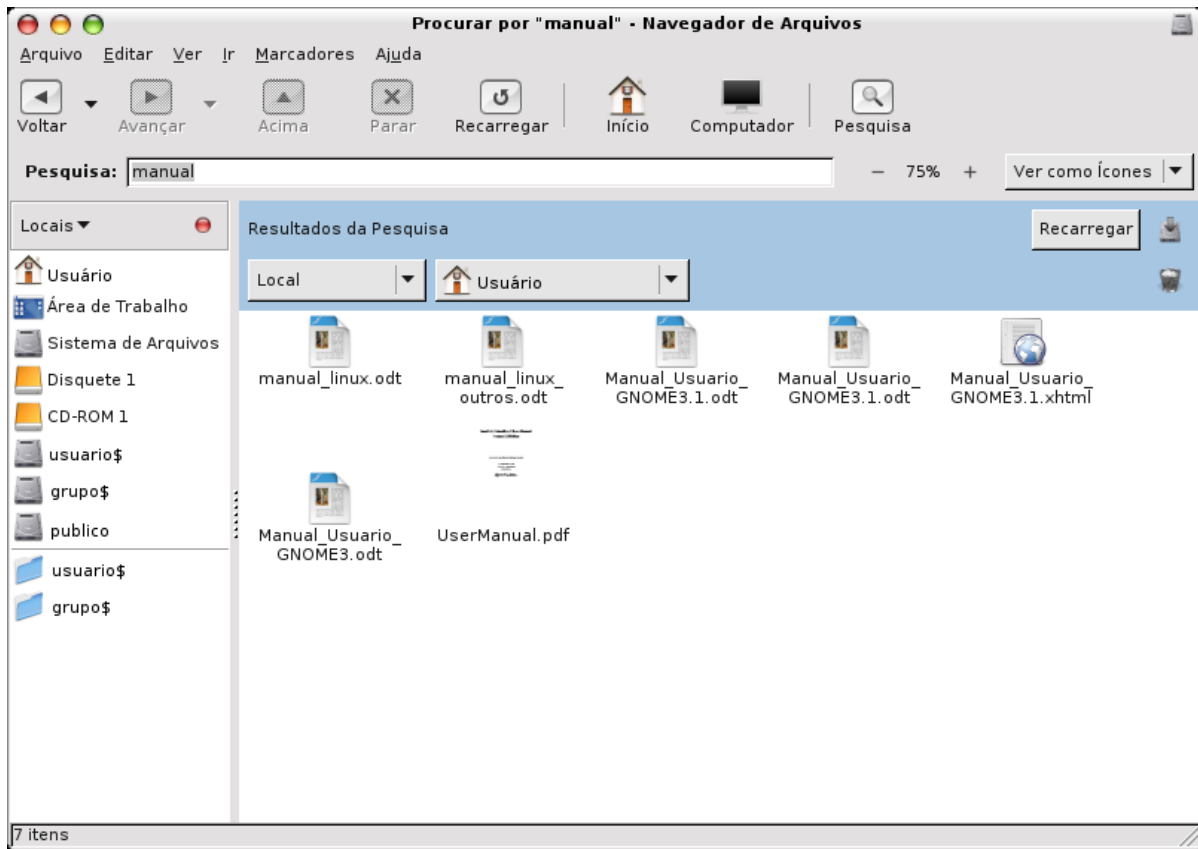 Procurar por "manual" - Navegador de Arquivos
Arquivo Editar Ver Ir Marcadores Ajuda
Voltar Avançar Acima Parar Recarregar Início Computador Pesquisa
Pesquisa: manual − 75% + Ver como Ícones
Locais
Resultados da Pesquisa Recarregar
Local Usuário
Usuário
Área de Trabalho
Sistema de Arquivos
Disquete 1
CD-ROM 1
usuario$
grupo$
publico
usuario$
grupo$
manual_linux.odt
manual_linux_
outros.odt
Manual_Usuario_
GNOME3.1.odt
Manual_Usuario_
GNOME3.1.odt
Manual_Usuario_
GNOME3.1.xhtml
Manual_Usuario_
GNOME3.odt
UserManual.pdf
7 itens